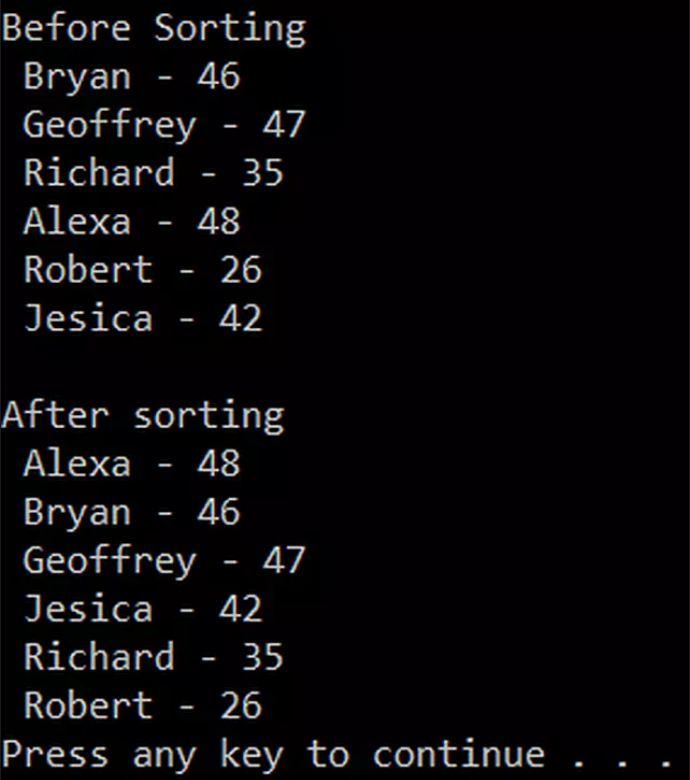 Before Sorting
Bryan - 46
Geoffrey - 47
Richard - 35
Alexa - 48
Robert - 26
Jesica - 42
After sorting
Alexa - 48
Bryan - 46
Geoffrey - 47
Jesica - 42
Richard - 35
Robert - 26
Press any key to continue . . .